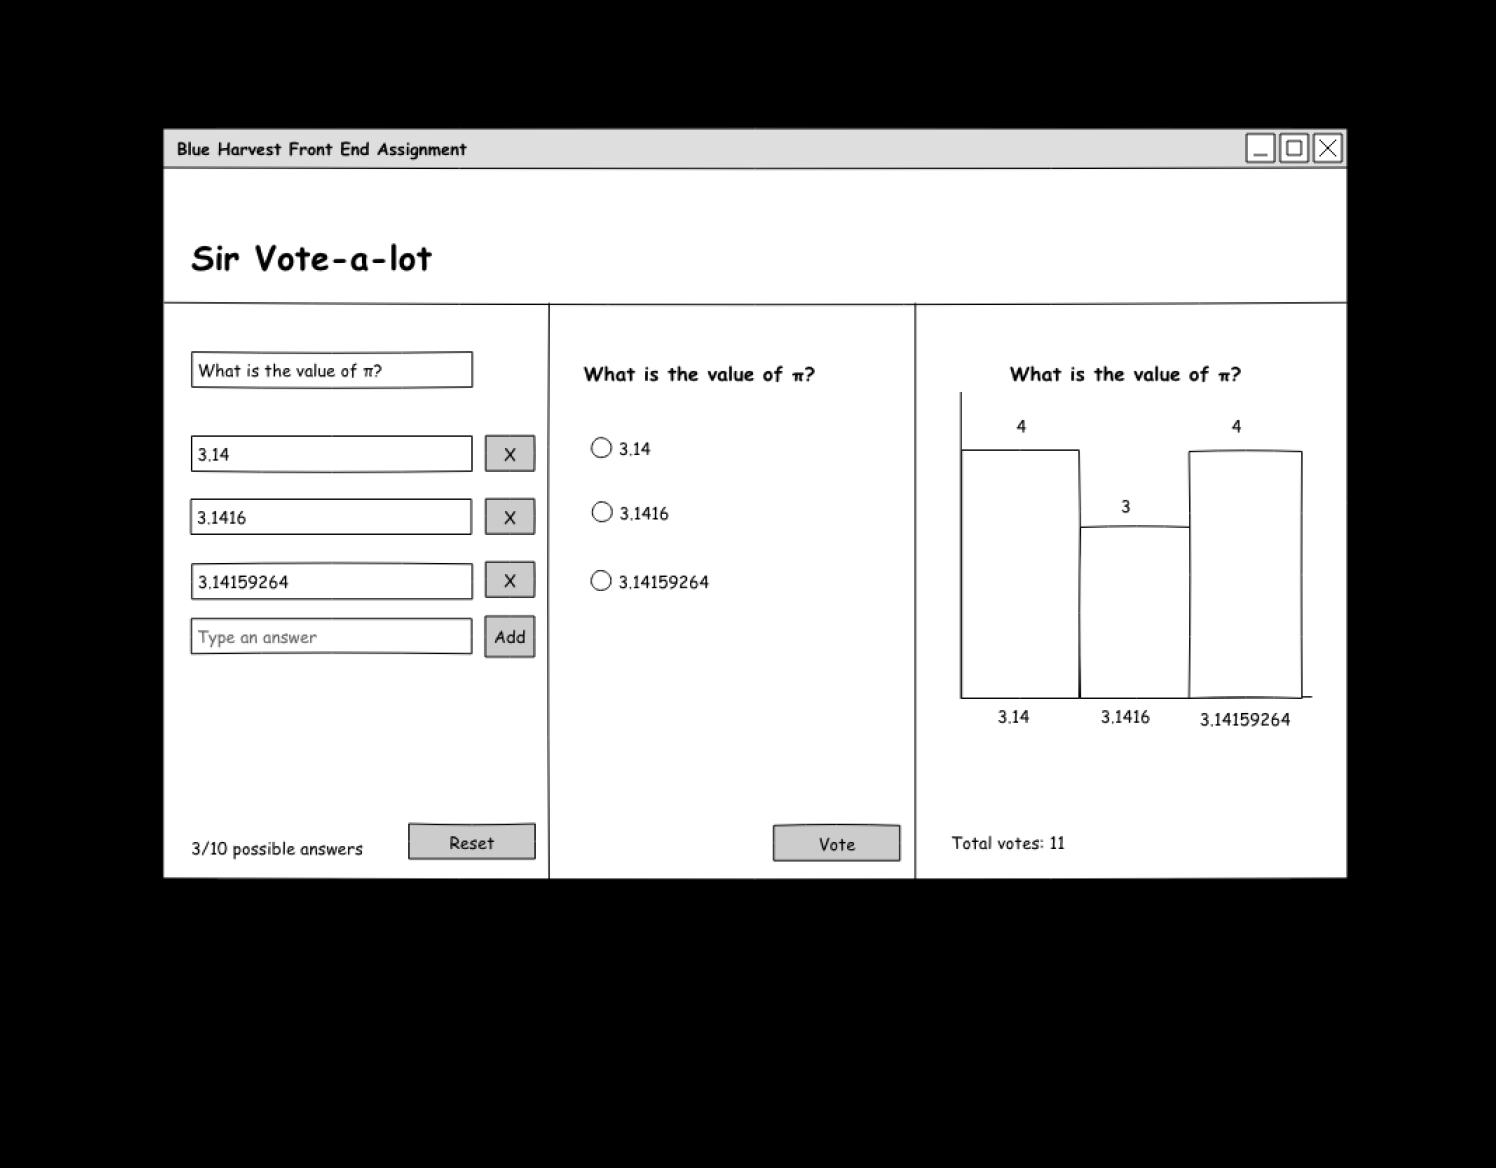 Blue Harvest Front End Assignment
Sir Vote-a-lot
What is the value of π?
3.14
X
3.1416
X
3.14159264
X
Type an answer
Add
3/10 possible answers
Reset
What is the value of π?
3.14
3.1416
3.14159264
Vote
What is the value of π?
4
4
3
3.14
3.1416
3.14159264
Total votes: 11